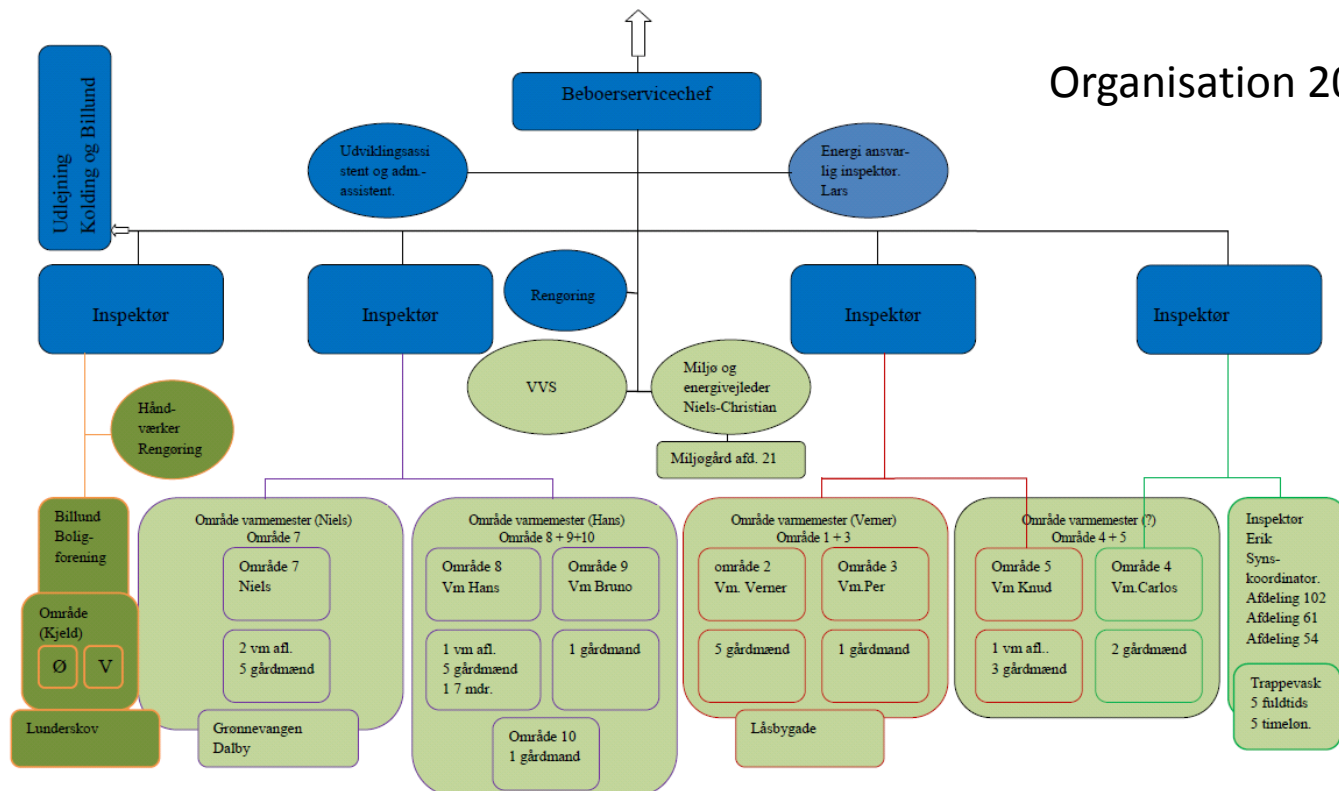 Organisation 20
Beboerservicechef
Udlejning
Kolding og Billund
Udviklingsassi
stent og adm.-
assistent.
Energi ansvar-
lig inspektør.
Lars
Inspektør
Inspektør
Rengøring
Inspektør
Inspektør
VVS
Miljø og
energivejleder
Niels-Christian
Miljøgård afd. 21
Hånd-
værker
Rengøring
Billund
Bolig-
forening
Område
(Kjeld)
Ø
V
Lunderskov
Område varmemester (Niels)
Område 7
Område 7
Niels
2 vm afl.
5 gårdmænd
Grønnevangen
Dalby
Område varmemester (Hans)
Område 8 + 9+10
Område 8
Vm Hans
Område 9
Vm Bruno
1 vm afl.
5 gårdmænd
1 7 mdr.
1 gårdmand
Område 10
1 gårdmand
Område varmemester (Verner)
Område 1 + 3
område 2
Vm. Verner
Område 3
Vm.Per
5 gårdmænd
1 gårdmand
Låsbygade
Område varmemester (?)
Område 4 + 5
Område 5
Vm Knud
Område 4
Vm.Carlos
1 vm afl..
3 gårdmænd
2 gårdmænd
Inspektør
Erik
Syns-
koordinator.
Afdeling 102
Afdeling 61
Afdeling 54
Trappevask
5 fuldtids
5 timeløn.